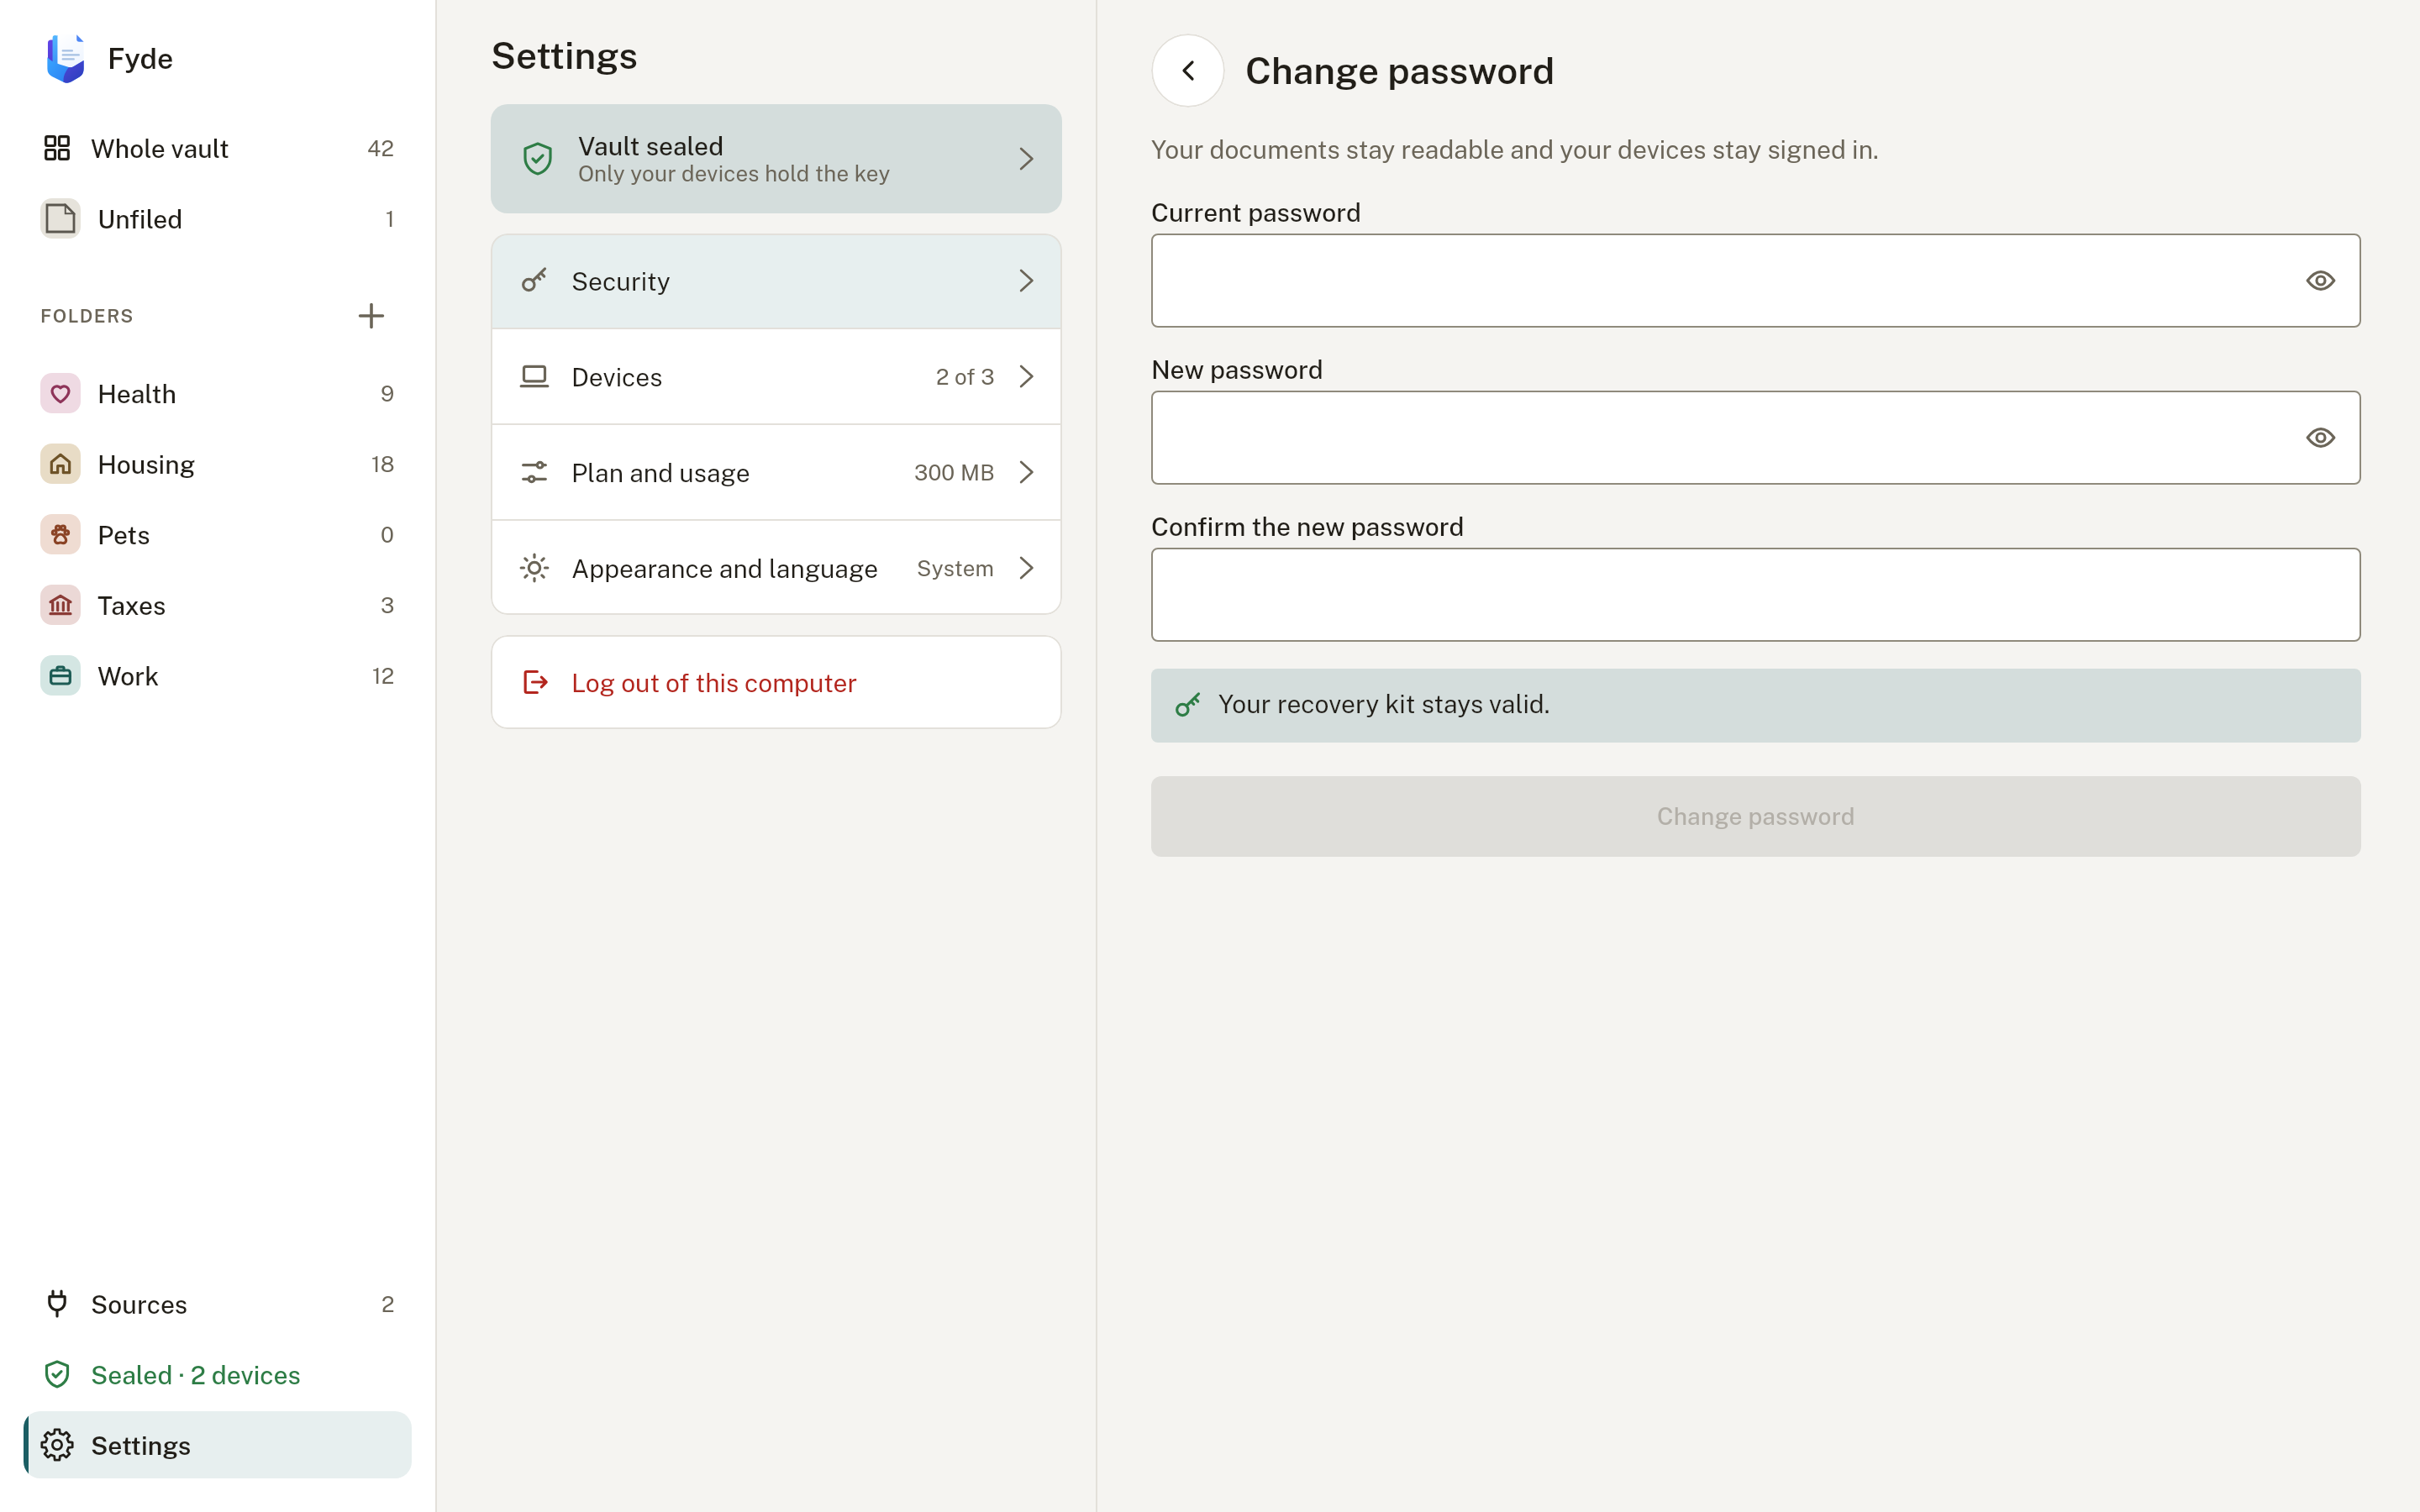 Fyde
Whole vault 42
Unfiled 1
FOLDERS
Health 9
Housing 18
Pets 0
Taxes 3
Work 12
Sources 2
Sealed · 2 devices
Settings
Settings
Vault sealed
Only your devices hold the key
Security
Devices 2 of 3
Plan and usage 300 MB
Appearance and language System
Log out of this computer
Change password
Your documents stay readable and your devices stay signed in.
Current password
New password
Confirm the new password
Your recovery kit stays valid.
Change password